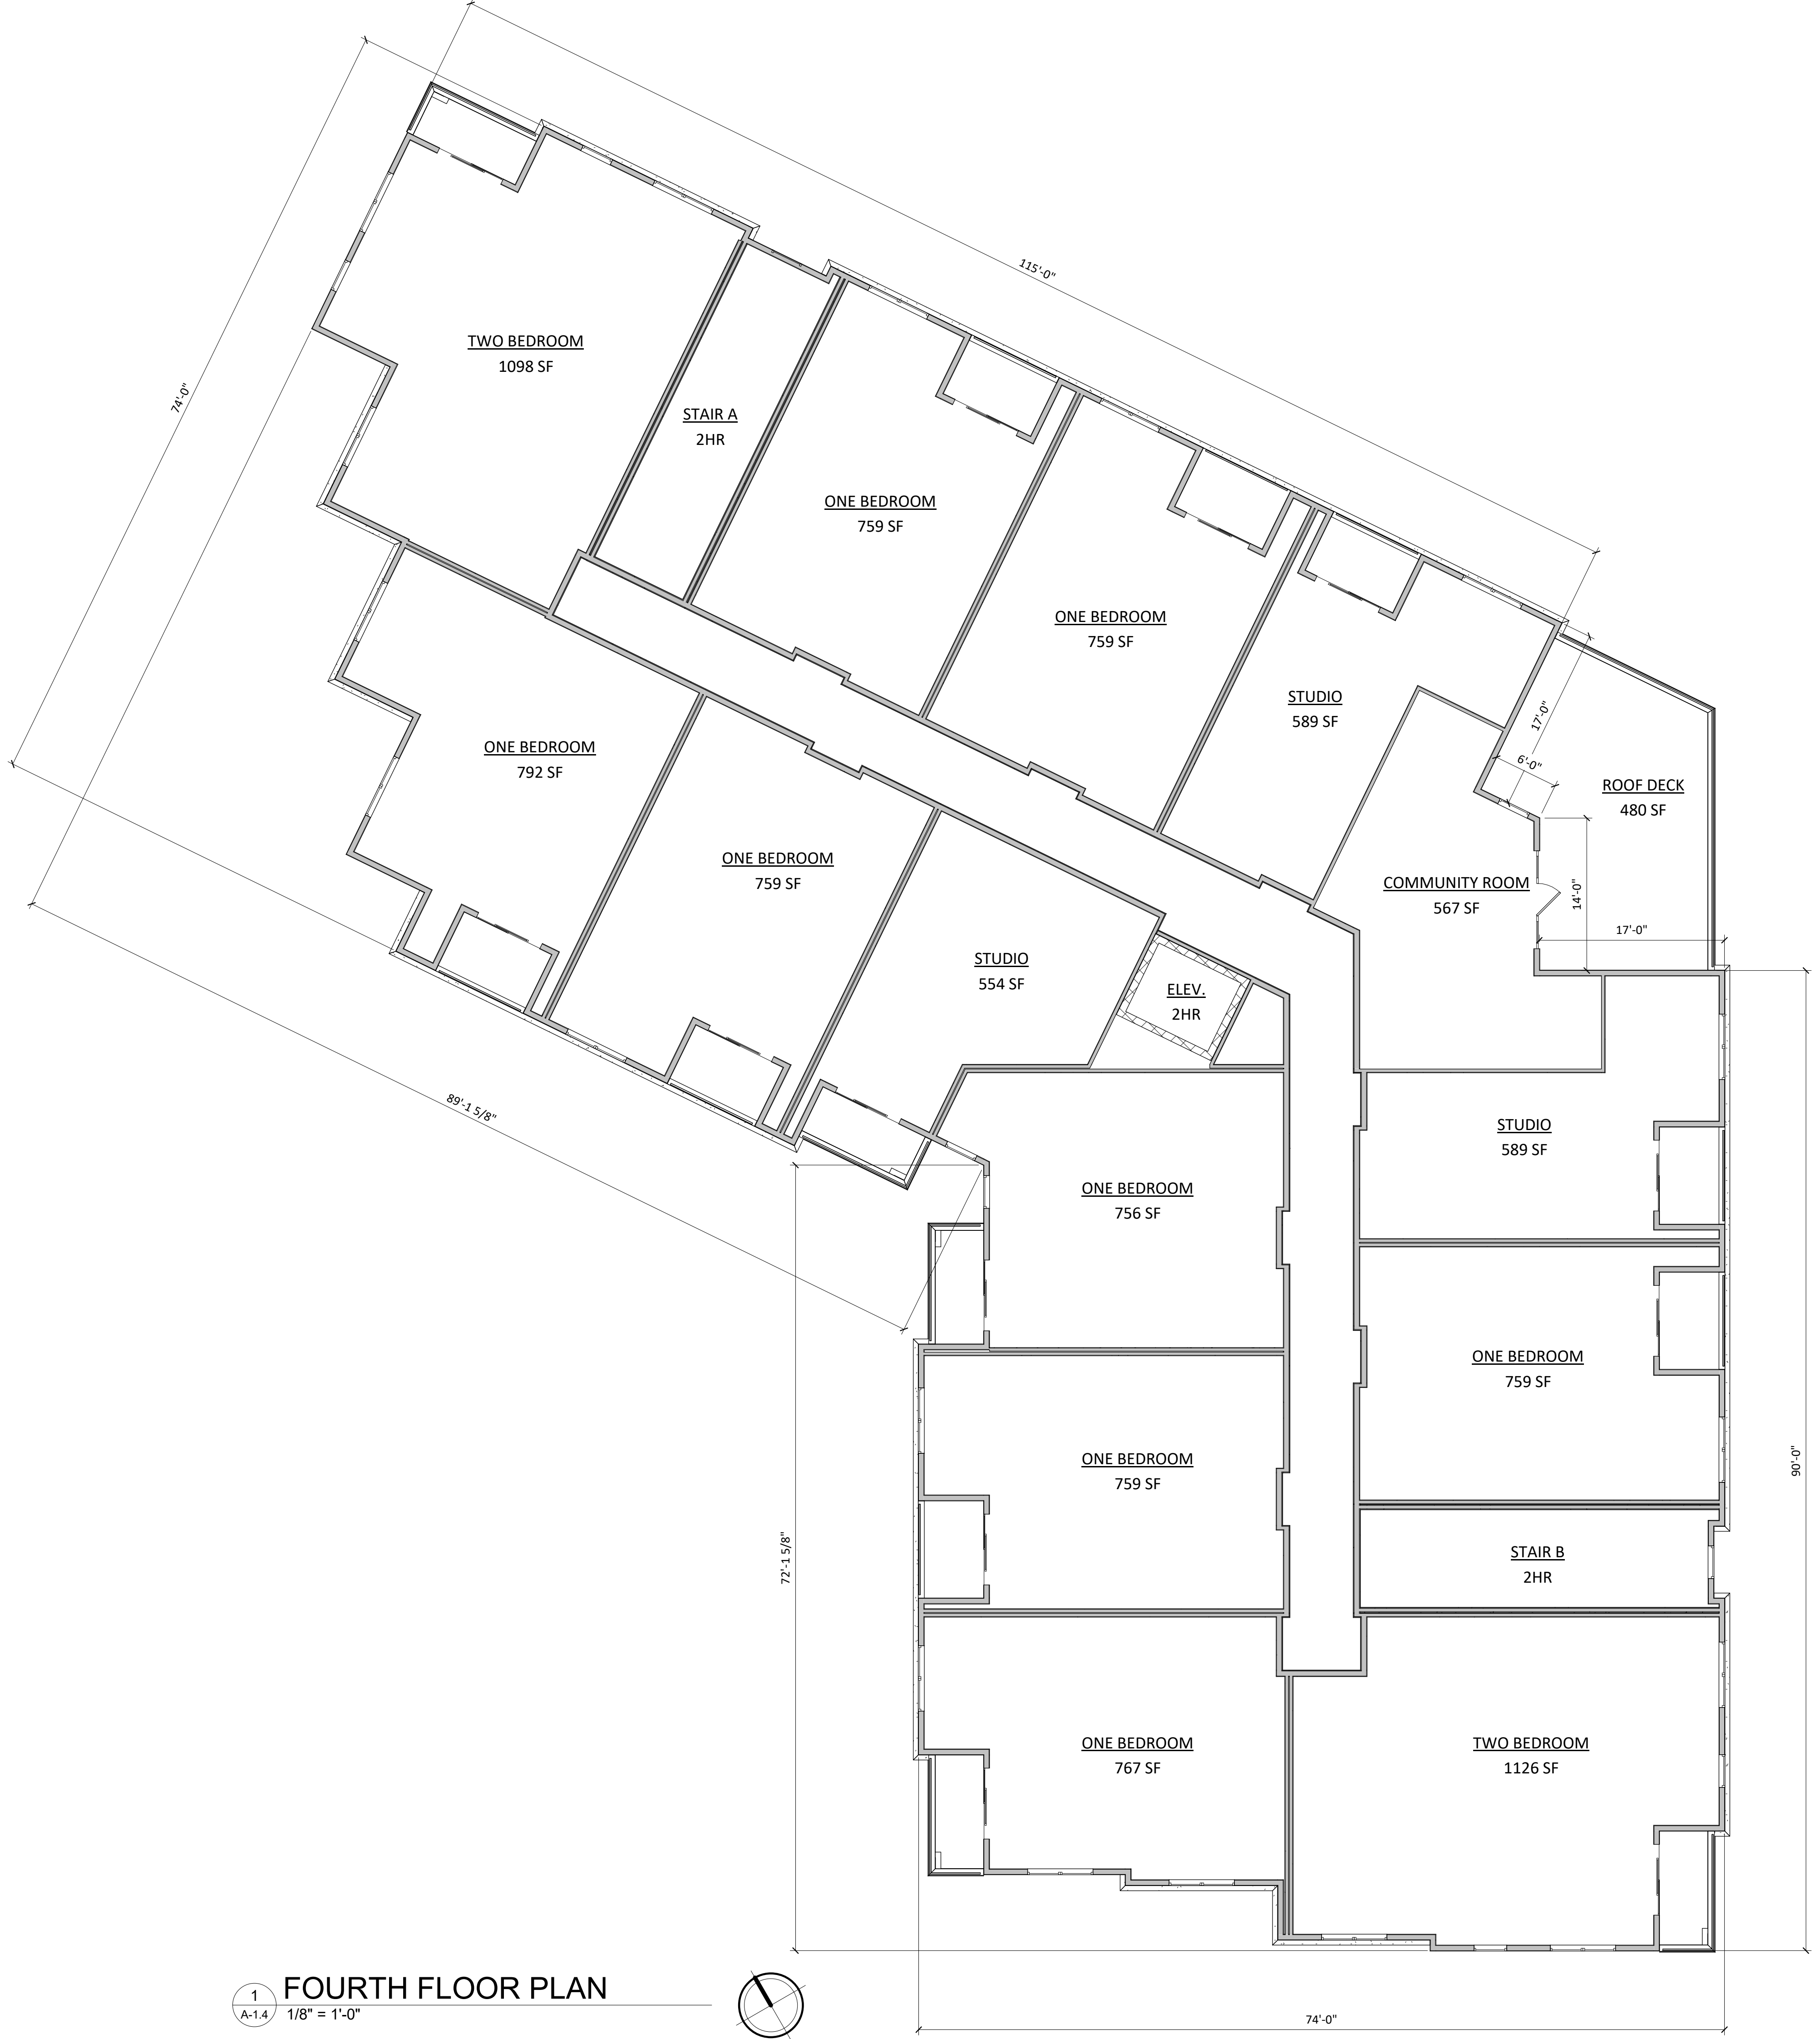 115'-0"
74'-0"
TWO BEDROOM
1098 SF
STAIR A
2HR
ONE BEDROOM
759 SF
ONE BEDROOM
759 SF
STUDIO
589 SF
17'-0"
6'-0"
ROOF DECK
480 SF
ONE BEDROOM
792 SF
ONE BEDROOM
759 SF
COMMUNITY ROOM
567 SF
14'-0"
17'-0"
STUDIO
554 SF
ELEV.
2HR
89'-1 5/8"
STUDIO
589 SF
ONE BEDROOM
756 SF
ONE BEDROOM
759 SF
ONE BEDROOM
759 SF
90'-0"
72'-1 5/8"
STAIR B
2HR
ONE BEDROOM
767 SF
TWO BEDROOM
1126 SF
1
A-1.4
FOURTH FLOOR PLAN
1/8" = 1'-0"
74'-0"